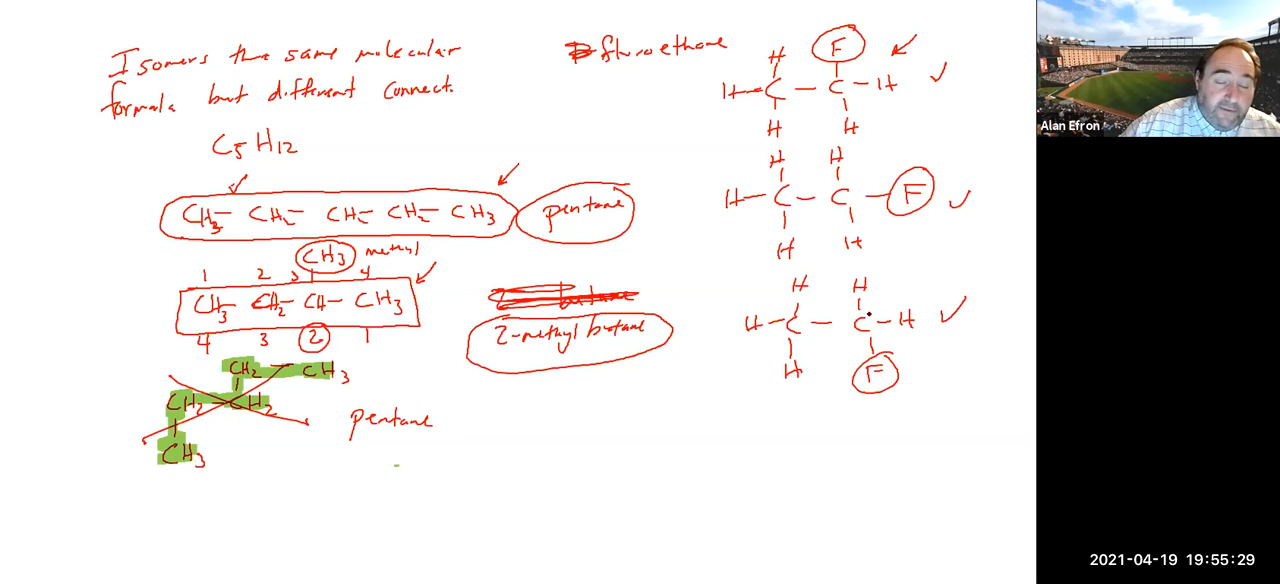 Isomers the same molecular
formula but different connect.
C5H12
CH3 – CH2 – CH2 – CH2 – CH3
pentane
CH3 methyl
1 2 3 4
CH3 – CH2 – CH – CH3
4 3 2 1
2-methyl butane
CH2 – CH3
CH2 – CH2
CH3
pentane
fluroethane
H F
H – C – C – H
H H
H H
H – C – C – F
H H
H H
H – C – C – H
H F
Alan Efron
2021-04-19 19:55:29